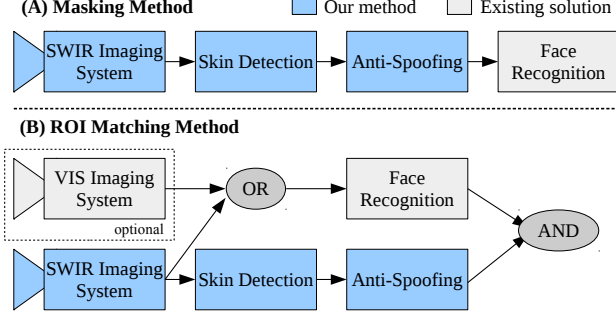 (A) Masking Method
Our method
Existing solution
SWIR Imaging
System
Skin Detection
Anti-Spoofing
Face
Recognition
(B) ROI Matching Method
VIS Imaging
System
optional
OR
Face
Recognition
AND
SWIR Imaging
System
Skin Detection
Anti-Spoofing